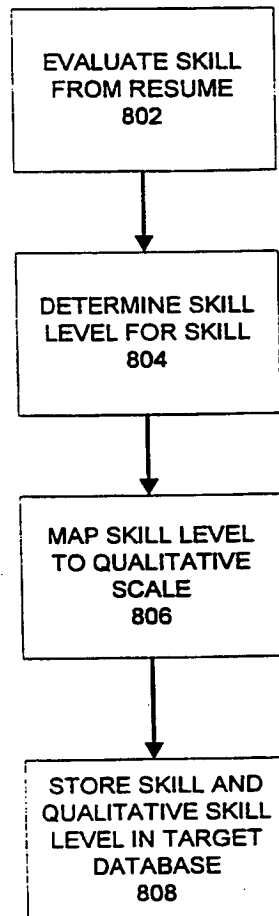 EVALUATE SKILL
FROM RESUME
802
DETERMINE SKILL
LEVEL FOR SKILL
804
MAP SKILL LEVEL
TO QUALITATIVE
SCALE
806
STORE SKILL AND
QUALITATIVE SKILL
LEVEL IN TARGET
DATABASE
808